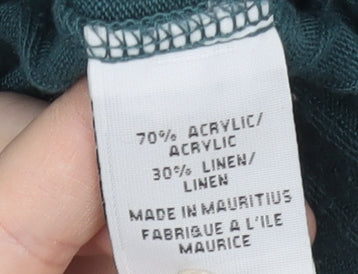 70% ACRYLIC/
ACRYLIC
30% LINEN/
LINEN
MADE IN MAURITIUS
FABRIQUE A L'ILE
MAURICE